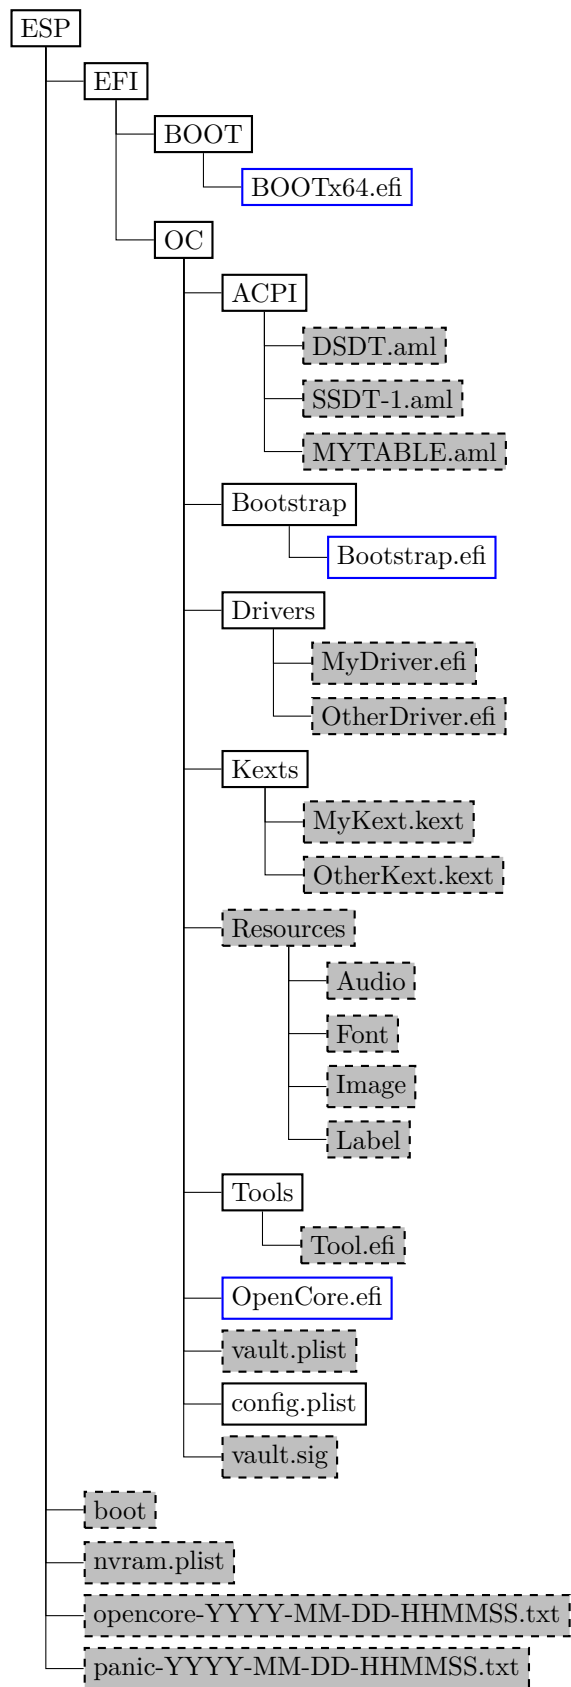 ESP
EFI
BOOT
BOOTx64.efi
OC
ACPI
DSDT.aml
SSDT-1.aml
MYTABLE.aml
Bootstrap
Bootstrap.efi
Drivers
MyDriver.efi
OtherDriver.efi
Kexts
MyKext.kext
OtherKext.kext
Resources
Audio
Font
Image
Label
Tools
Tool.efi
OpenCore.efi
vault.plist
config.plist
vault.sig
boot
nvram.plist
opencore-YYYY-MM-DD-HHMMSS.txt
panic-YYYY-MM-DD-HHMMSS.txt